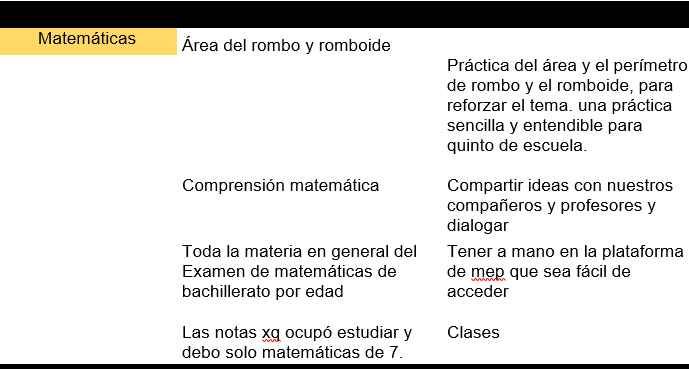 Matemáticas
Área del rombo y romboide
Práctica del área y el perímetro
de rombo y el romboide, para
reforzar el tema. una práctica
sencilla y entendible para
quinto de escuela.
Comprensión matemática
Compartir ideas con nuestros
compañeros y profesores y
dialogar
Toda la materia en general del
Examen de matemáticas de
bachillerato por edad
Tener a mano en la plataforma
de mep que sea fácil de
acceder
Las notas xq ocupó estudiar y
debo solo matemáticas de 7.
Clases